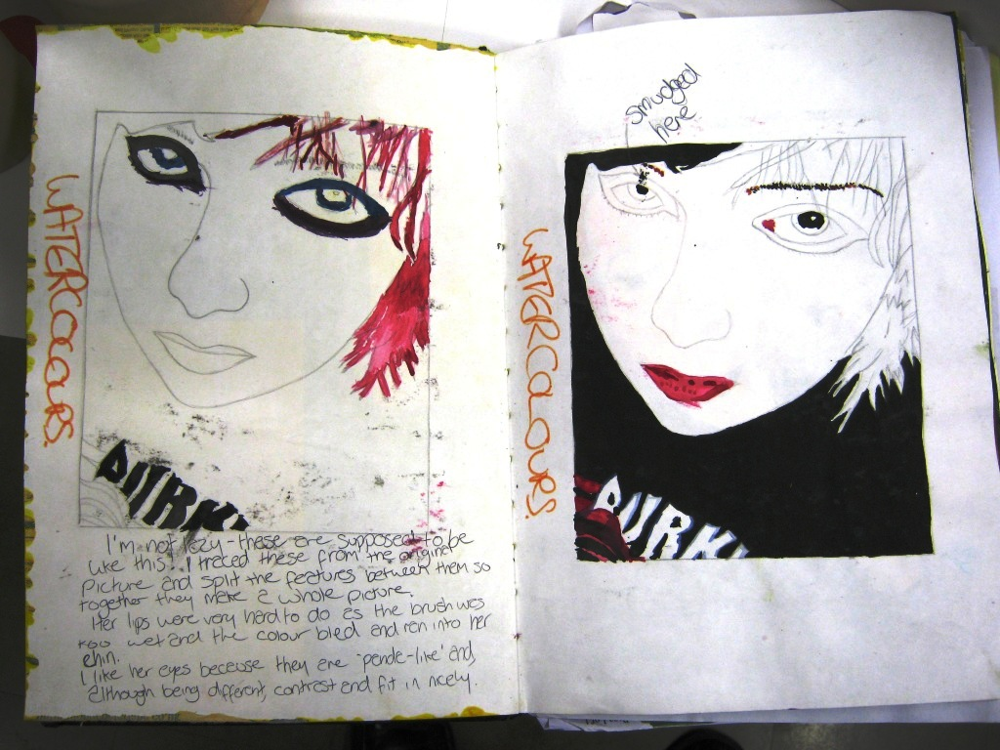 WATERCOLOURS
I'm not lazy - these are supposed to be
like this. I traced these from the original
picture and split the features between them so
together they make a whole picture.
Her lips were very hard to do as the brush was
too wet and the colour bled and ran into her
chin.
I like her eyes because they are 'panda-like' and,
although being different, contrast and fit in nicely.
Smudged
here
WATERCOLOURS.
BURK